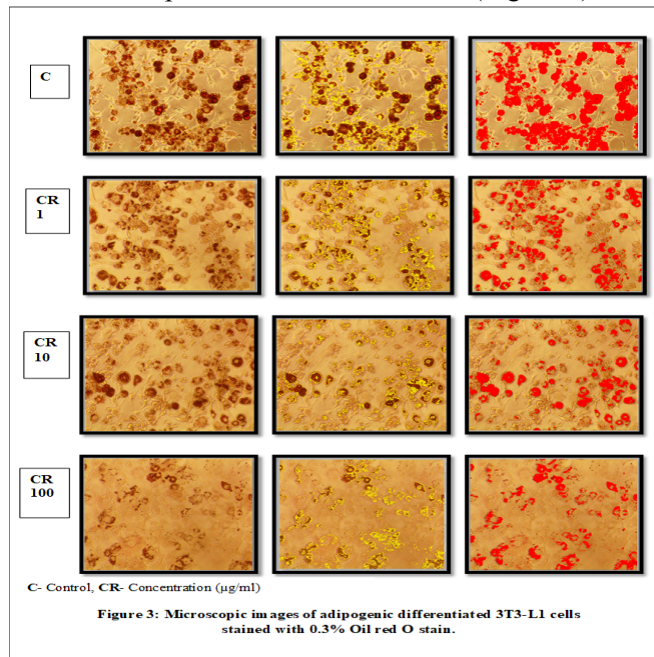 C
CR
1
CR
10
CR
100
C- Control, CR- Concentration (µg/ml)
Figure 3: Microscopic images of adipogenic differentiated 3T3-L1 cells
stained with 0.3% Oil red O stain.